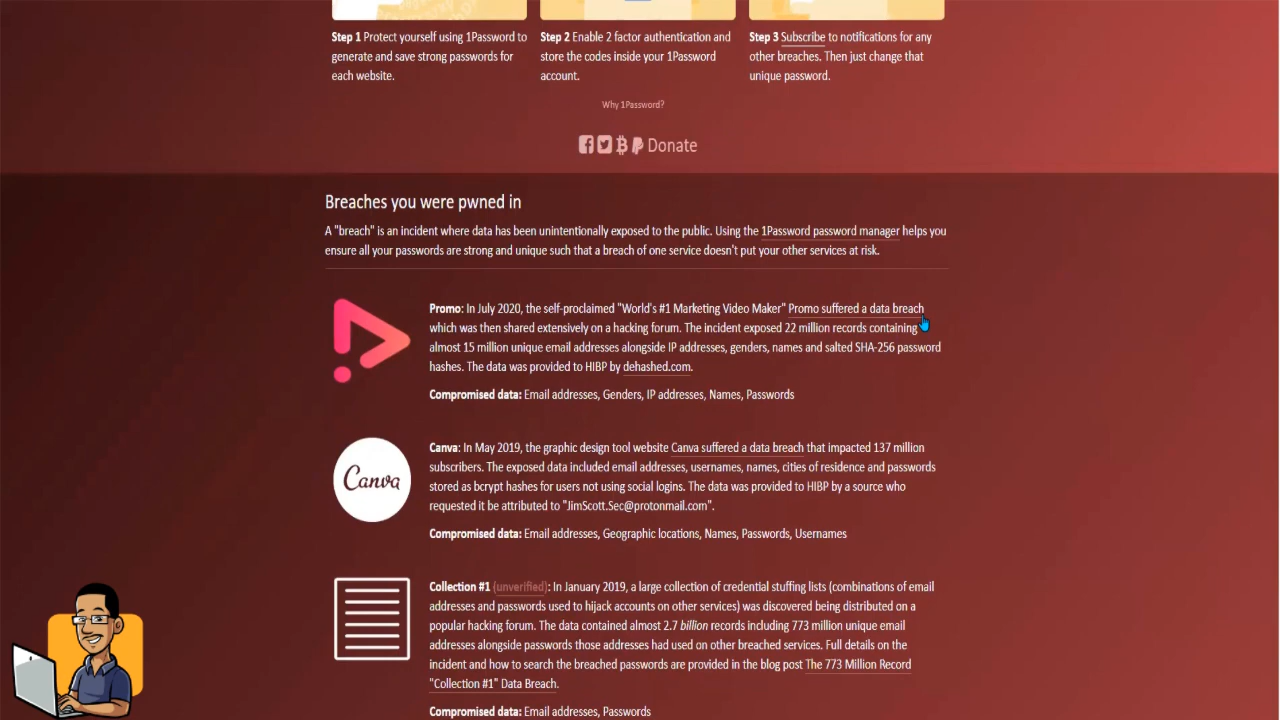 Step 1 Protect yourself using 1Password to
generate and save strong passwords for
each website.
Step 2 Enable 2 factor authentication and
store the codes inside your 1Password
account.
Step 3 Subscribe to notifications for any
other breaches. Then just change that
unique password.
Why 1Password?
Donate
Breaches you were pwned in
A "breach" is an incident where data has been unintentionally exposed to the public. Using the 1Password password manager helps you
ensure all your passwords are strong and unique such that a breach of one service doesn't put your other services at risk.
Promo: In July 2020, the self-proclaimed "World's #1 Marketing Video Maker" Promo suffered a data breach
which was then shared extensively on a hacking forum. The incident exposed 22 million records containing
almost 15 million unique email addresses alongside IP addresses, genders, names and salted SHA-256 password
hashes. The data was provided to HIBP by dehashed.com.
Compromised data: Email addresses, Genders, IP addresses, Names, Passwords
Canva
Canva: In May 2019, the graphic design tool website Canva suffered a data breach that impacted 137 million
subscribers. The exposed data included email addresses, usernames, names, cities of residence and passwords
stored as bcrypt hashes for users not using social logins. The data was provided to HIBP by a source who
requested it be attributed to "JimScott.Sec@protonmail.com".
Compromised data: Email addresses, Geographic locations, Names, Passwords, Usernames
Collection #1 (unverified): In January 2019, a large collection of credential stuffing lists (combinations of email
addresses and passwords used to hijack accounts on other services) was discovered being distributed on a
popular hacking forum. The data contained almost 2.7 billion records including 773 million unique email
addresses alongside passwords those addresses had used on other breached services. Full details on the
incident and how to search the breached passwords are provided in the blog post The 773 Million Record
"Collection #1" Data Breach.
Compromised data: Email addresses, Passwords